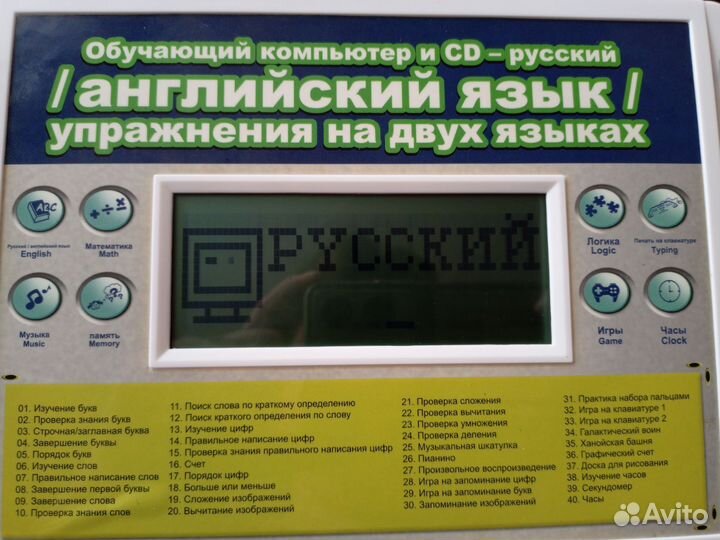 Обучающий компьютер и CD – русский
/ английский язык /
упражнения на двух языках
Русский / английский язык
English
Математика
Math
Музыка
Music
память
Memory
РУССКИЙ
Логика
Logic
Печать на клавиатуре
Typing
Игры
Game
Часы
Clock
01. Изучение букв
02. Проверка знания букв
03. Строчная/заглавная буква
04. Завершение буквы
05. Порядок букв
06. Изучение слов
07. Правильное написание слов
08. Завершение первой буквы
09. Завершение слова
10. Проверка знания слов
11. Поиск слова по краткому определению
12. Поиск краткого определения по слову
13. Изучение цифр
14. Правильное написание цифр
15. Проверка знания правильного написания цифр
16. Счет
17. Порядок цифр
18. Больше или меньше
19. Сложение изображений
20. Вычитание изображений
21. Проверка сложения
22. Проверка вычитания
23. Проверка умножения
24. Проверка деления
25. Музыкальная шкатулка
26. Пианино
27. Произвольное воспроизведение
28. Игра на запоминание цифр
29. Игра на запоминание букв
30. Запоминание изображений
31. Практика набора пальцами
32. Игра на клавиатуре 1
33. Игра на клавиатуре 2
34. Галактический воин
35. Ханойская башня
36. Графический счет
37. Доска для рисования
38. Изучение часов
39. Секундомер
40. Часы
Avito